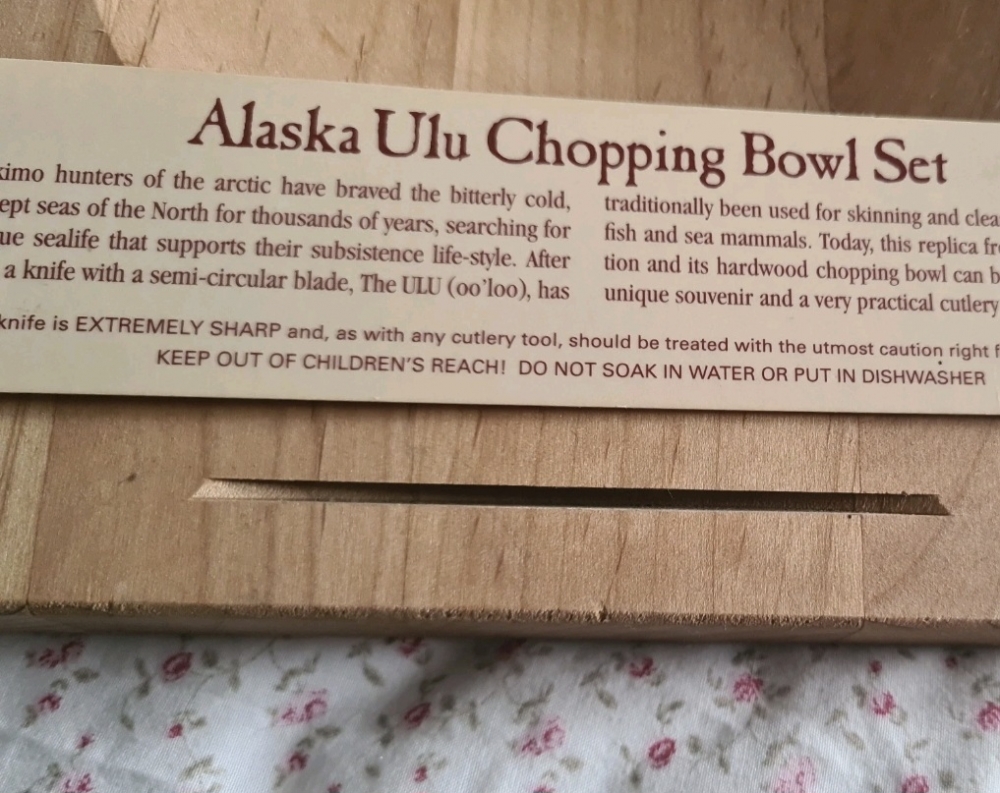 Alaska Ulu Chopping Bowl Set
kimo hunters of the arctic have braved the bitterly cold,
ept seas of the North for thousands of years, searching for
ue sealife that supports their subsistence life-style. After
a knife with a semi-circular blade, The ULU (oo'loo), has
traditionally been used for skinning and clea
fish and sea mammals. Today, this replica fr
tion and its hardwood chopping bowl can b
unique souvenir and a very practical cutlery
knife is EXTREMELY SHARP and, as with any cutlery tool, should be treated with the utmost caution right f
KEEP OUT OF CHILDREN'S REACH! DO NOT SOAK IN WATER OR PUT IN DISHWASHER